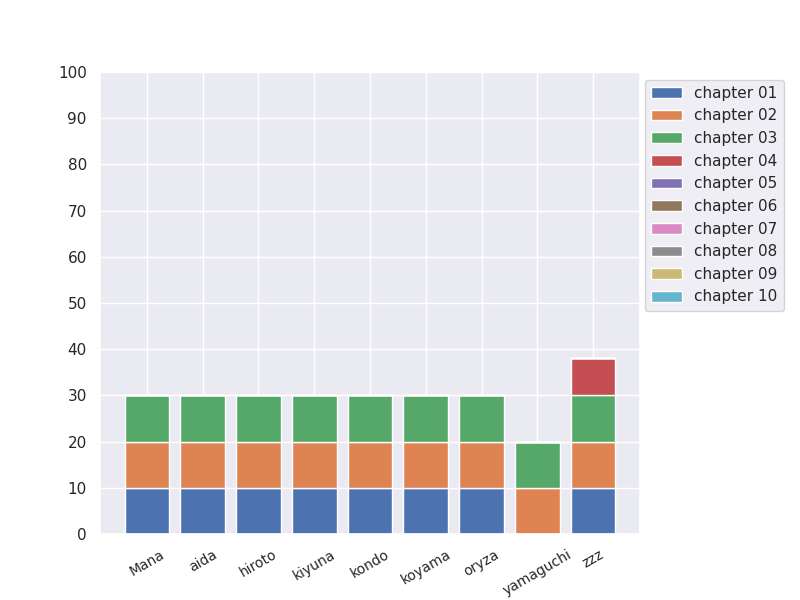 100
90
80
70
60
50
40
30
20
10
0
Mana
aida
hiroto
kiyuna
kondo
koyama
oryza
yamaguchi
zzz
chapter 01
chapter 02
chapter 03
chapter 04
chapter 05
chapter 06
chapter 07
chapter 08
chapter 09
chapter 10